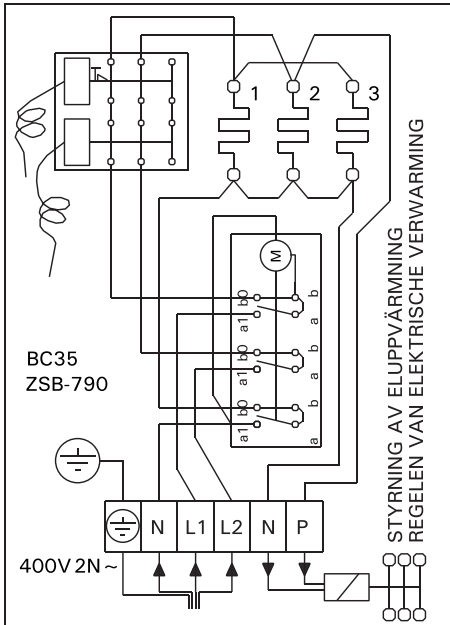 1 2 3
M
b0 b
a1 a
b0 b
a1 a
b0 b
a1 a
BC35
ZSB-790
STYRNING AV ELUPPVÄRMNING
REGELEN VAN ELEKTRISCHE VERWARMING
N L1 L2 N P
400V 2N~